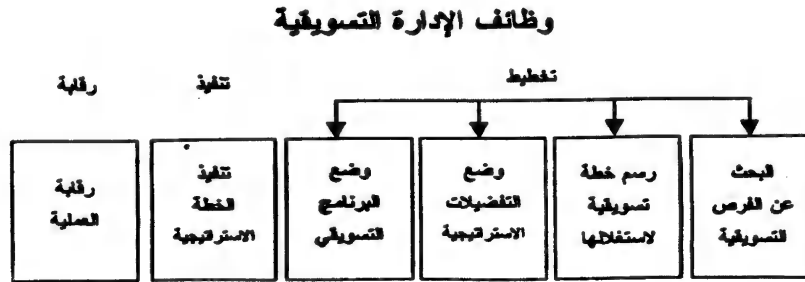 وظائف الإدارة التسويقية
تخطيط
تنفيذ
رقابة
البحث
عن الفرص
التسويقية
رسم خطة
تسويقية
لاستغلالها
وضع
التفضيلات
الاستراتيجية
وضع
البرنامج
التسويقي
تنفيذ
الخطة
الاستراتيجية
رقابة
العملية